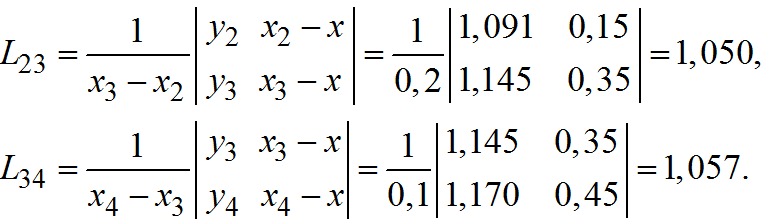 L₂₃ = 1/(x₃ − x₂) |y₂ x₂ − x; y₃ x₃ − x| = 1/0,2 |1,091 0,15; 1,145 0,35| = 1,050,
L₃₄ = 1/(x₄ − x₃) |y₃ x₃ − x; y₄ x₄ − x| = 1/0,1 |1,145 0,35; 1,170 0,45| = 1,057.